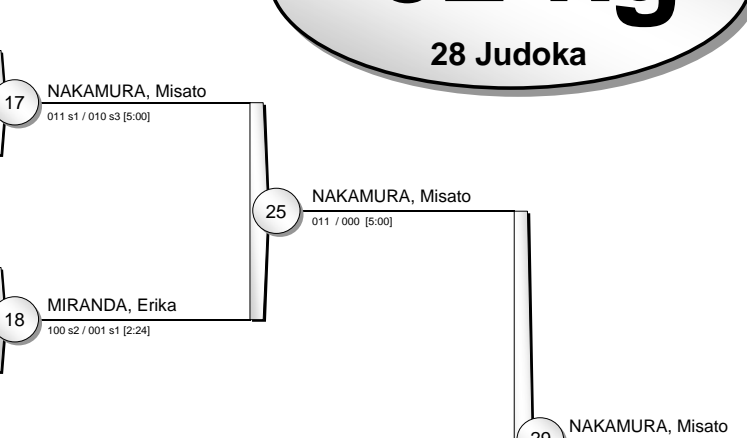 28 Judoka
17
NAKAMURA, Misato
011 s1 / 010 s3 [5:00]
25
NAKAMURA, Misato
011 / 000 [5:00]
18
MIRANDA, Erika
100 s2 / 001 s1 [2:24]
NAKAMURA, Misato